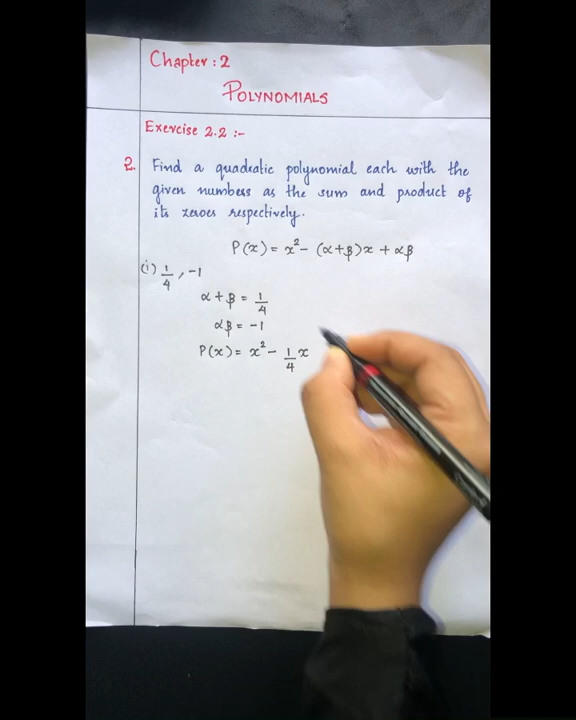 Chapter : 2
POLYNOMIALS
Exercise 2.2 :-
2. Find a quadratic polynomial each with the
given numbers as the sum and product of
its zeroes respectively.
P(x) = x² - (α+β)x + αβ
(i) 1/4 , -1
α + β = 1/4
αβ = -1
P(x) = x² - 1/4 x